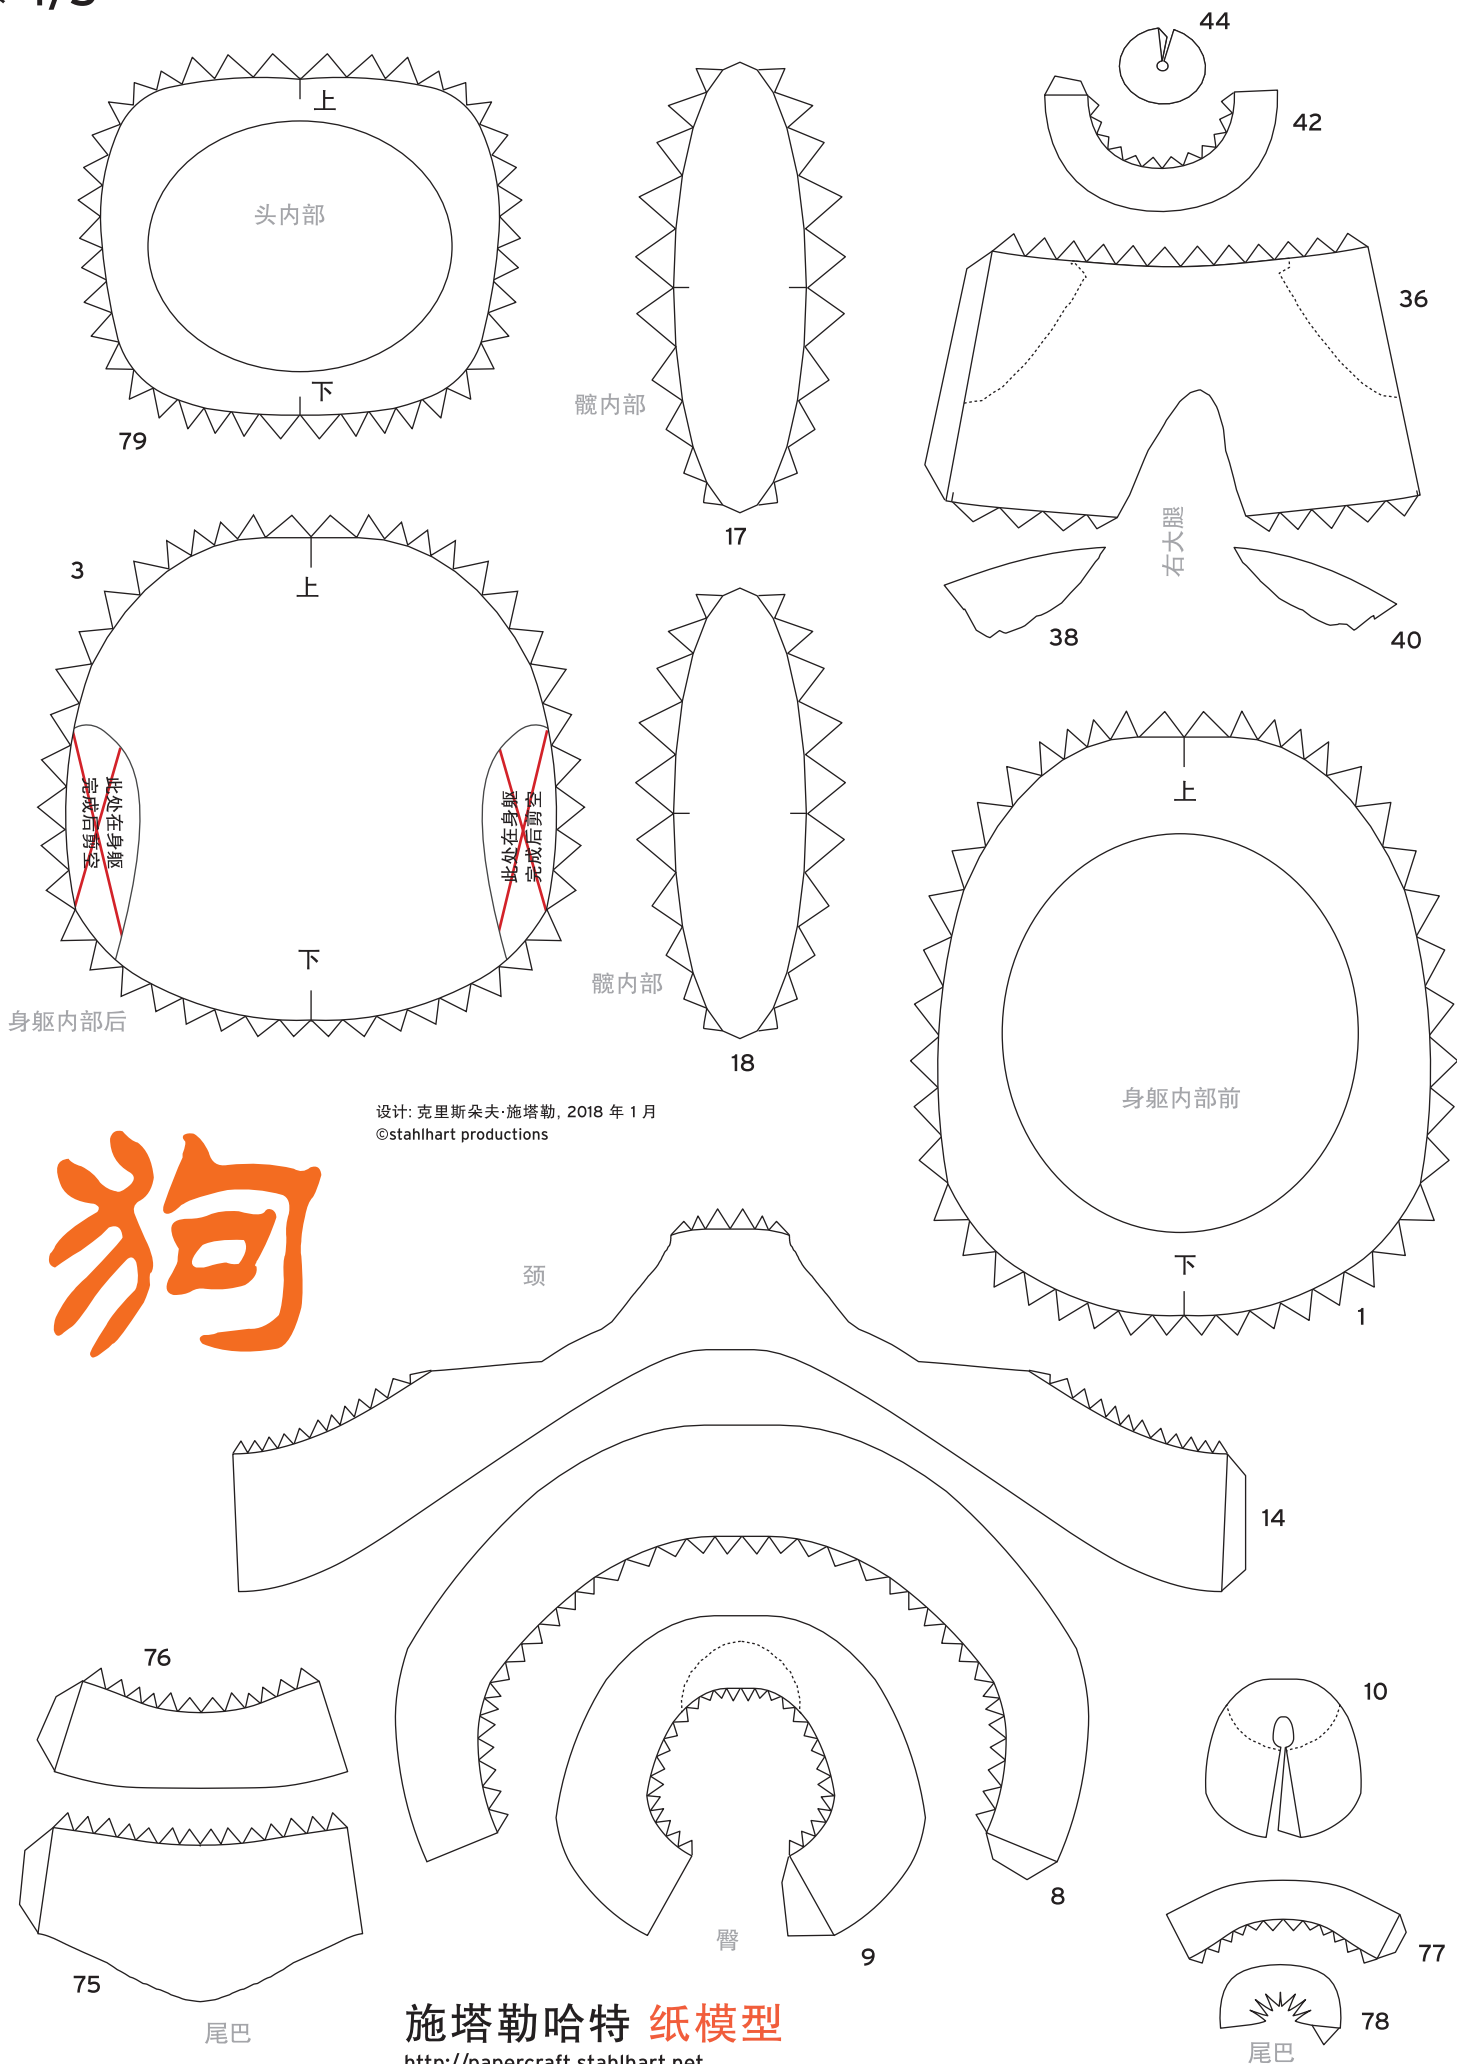 44
42
上
头内部
36
下
79
髋内部
17
右大腿
3
上
38
40
此处在身躯
完成后剪空
此处在身躯
完成后剪空
上
下
髋内部
身躯内部后
18
身躯内部前
设计: 克里斯朵夫·施塔勒, 2018 年 1 月
©stahlhart productions
狗
颈
下
1
14
76
10
8
臀
9
77
75
78
尾巴
尾巴
施塔勒哈特 纸模型
http://papercraft.stahlhart.net